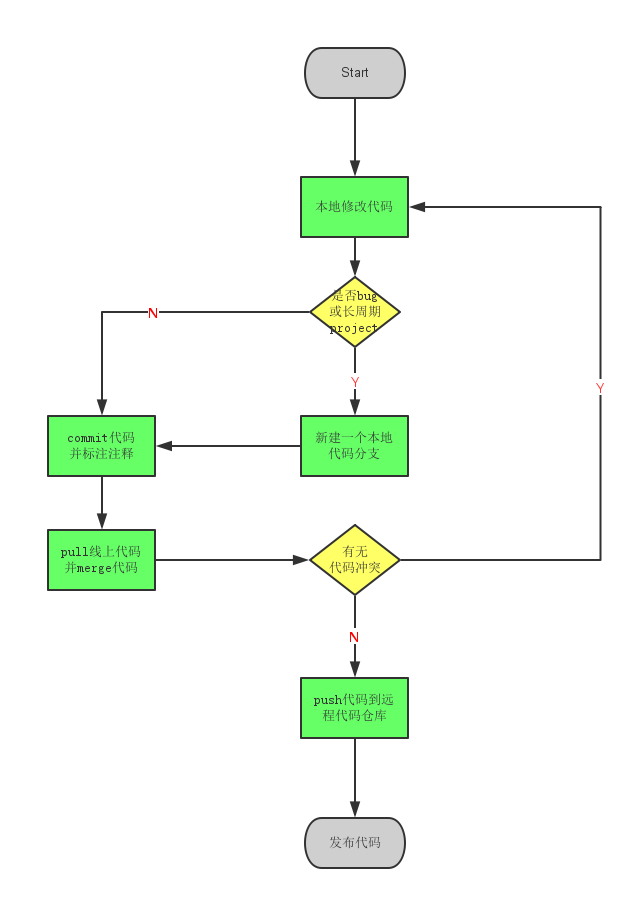 Start
本地修改代码
是否bug
或长周期
project
N
Y
Y
commit代码
并标注注释
新建一个本地
代码分支
pull线上代码
并merge代码
有无
代码冲突
N
push代码到远
程代码仓库
发布代码